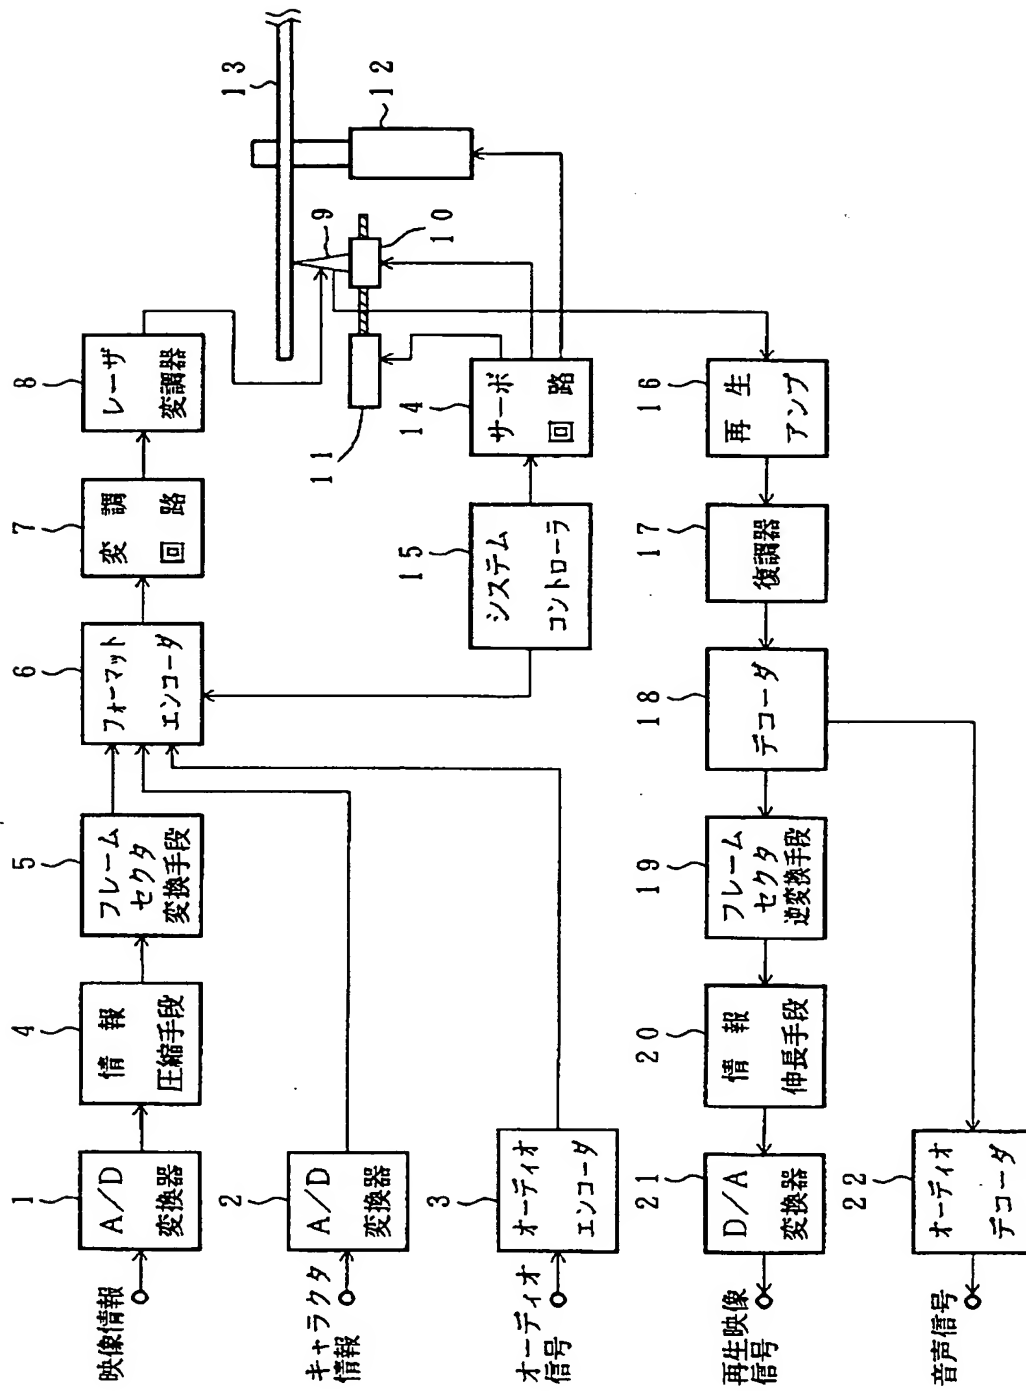 映像情報
1
A/D
変換器
4
情報
圧縮手段
5
フレーム
セクタ
変換手段
6
フォーマット
エンコーダ
7
変調
回路
8
レーザ
変調器
13
キャラクタ
情報
2
A/D
変換器
9
10
11
12
オーディオ
信号
3
オーディオ
エンコーダ
15
システム
コントローラ
14
サーボ
回路
再生映像
信号
21
D/A
変換器
20
情報
伸長手段
19
フレーム
セクタ
逆変換手段
18
デコーダ
17
復調器
16
再生
アンプ
音声信号
22
オーディオ
デコーダ